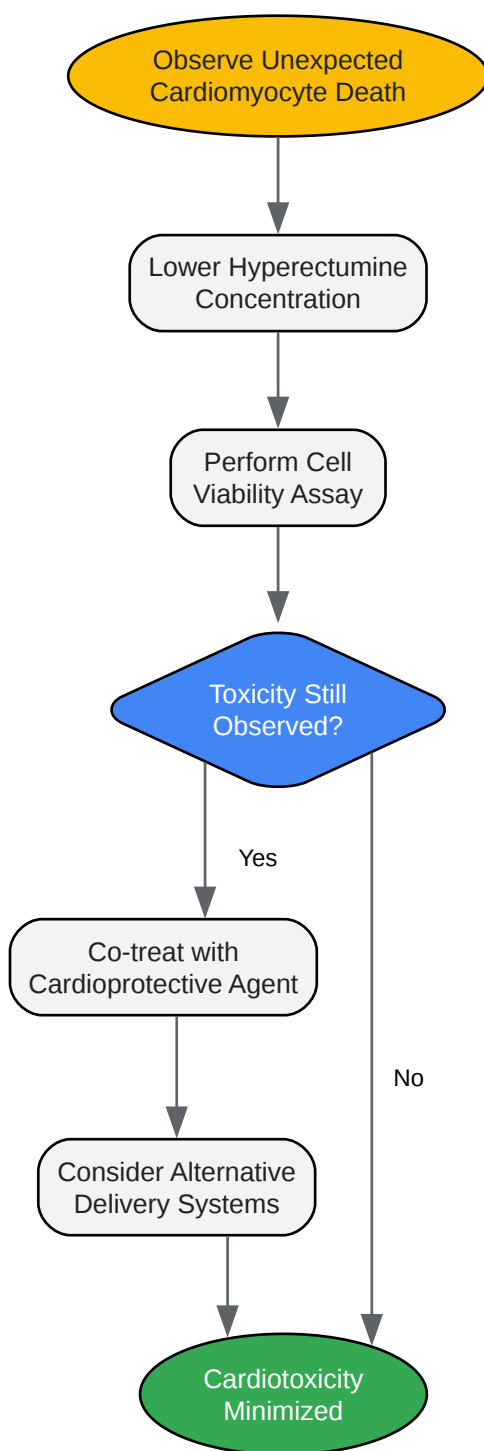 Observe Unexpected
Cardiomyocyte Death
Lower Hyperectumine
Concentration
Perform Cell
Viability Assay
Toxicity Still
Observed?
Yes
Co-treat with
Cardioprotective Agent
No
Consider Alternative
Delivery Systems
Cardiotoxicity
Minimized